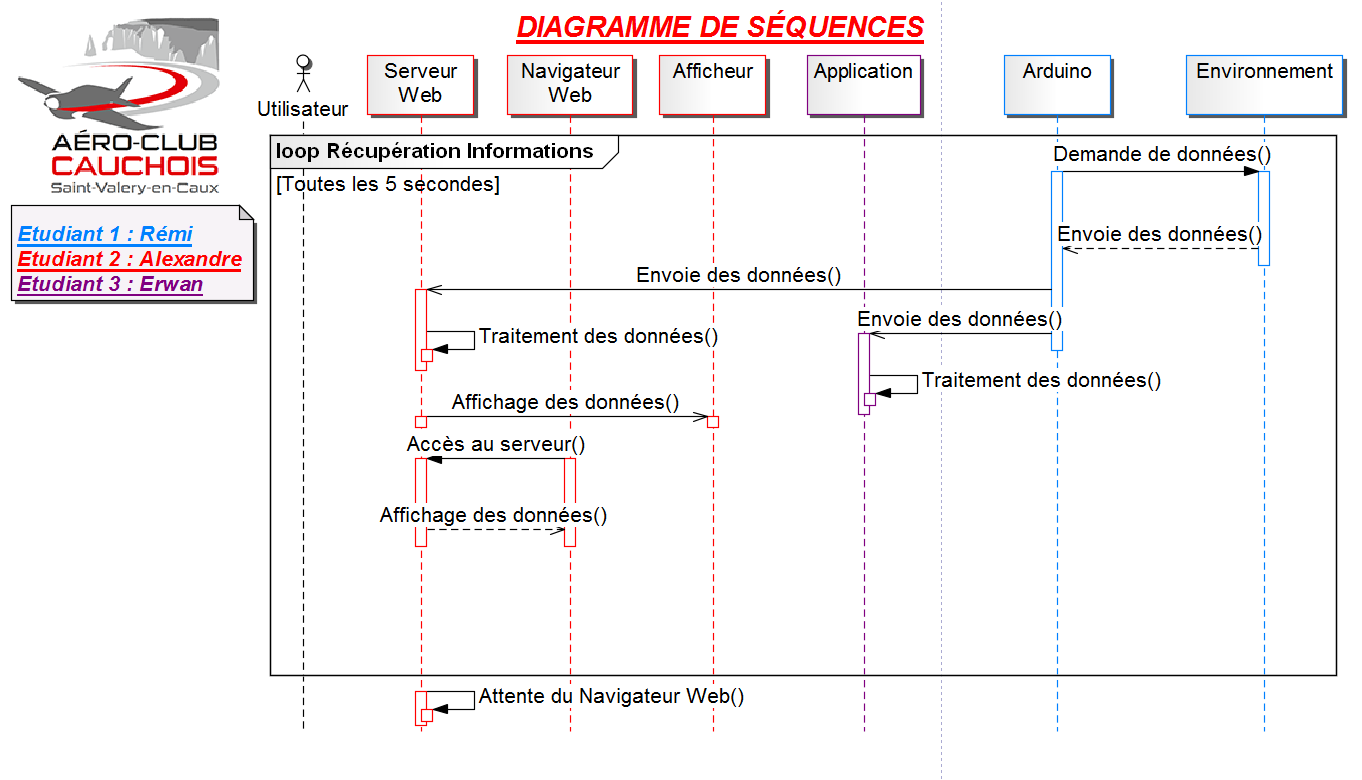 DIAGRAMME DE SÉQUENCES
AÉRO-CLUB
CAUCHOIS
Saint-Valery-en-Caux
Etudiant 1 : Rémi
Etudiant 2 : Alexandre
Etudiant 3 : Erwan
Utilisateur
Serveur
Web
Navigateur
Web
Afficheur
Application
Arduino
Environnement
loop Récupération Informations
[Toutes les 5 secondes]
Demande de données()
Envoie des données()
Envoie des données()
Envoie des données()
Traitement des données()
Traitement des données()
Affichage des données()
Accès au serveur()
Affichage des données()
Attente du Navigateur Web()